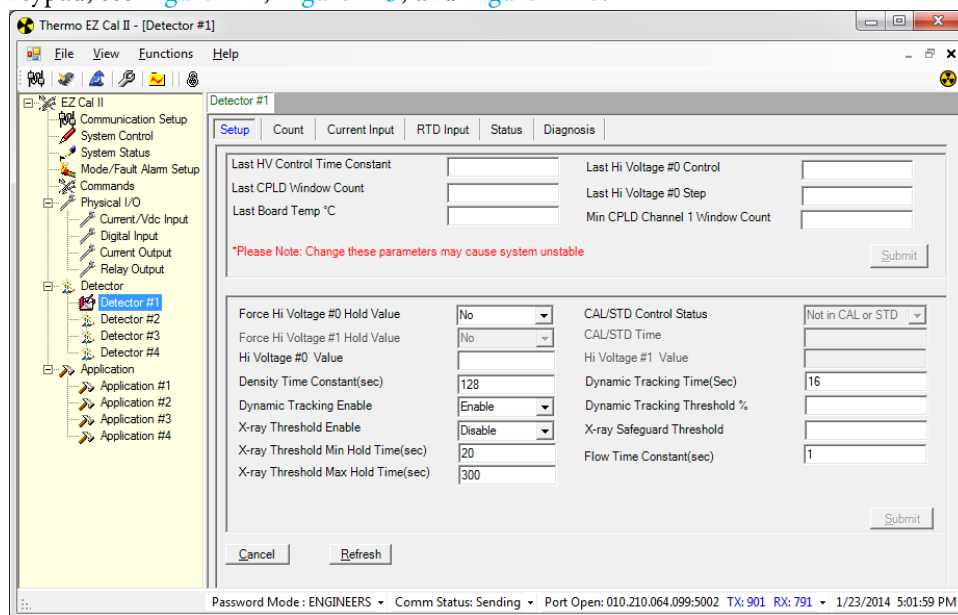 Thermo EZ Cal II - [Detector #1]
File View Functions Help
EZ Cal II
Communication Setup
System Control
System Status
Mode/Fault Alarm Setup
Commands
Physical I/O
Current/Vdc Input
Digital Input
Current Output
Relay Output
Detector
Detector #1
Detector #2
Detector #3
Detector #4
Application
Application #1
Application #2
Application #3
Application #4
Detector #1
Setup Count Current Input RTD Input Status Diagnosis
Last HV Control Time Constant
Last Hi Voltage #0 Control
Last CPLD Window Count
Last Hi Voltage #0 Step
Last Board Temp °C
Min CPLD Channel 1 Window Count
*Please Note: Change these parameters may cause system unstable
Submit
Force Hi Voltage #0 Hold Value No
CAL/STD Control Status Not in CAL or STD
Force Hi Voltage #1 Hold Value No
CAL/STD Time
Hi Voltage #0 Value
Hi Voltage #1 Value
Density Time Constant(sec) 128
Dynamic Tracking Time(Sec) 16
Dynamic Tracking Enable Enable
Dynamic Tracking Threshold %
X-ray Threshold Enable Disable
X-ray Safeguard Threshold
X-ray Threshold Min Hold Time(sec) 20
Flow Time Constant(sec) 1
X-ray Threshold Max Hold Time(sec) 300
Submit
Cancel Refresh
Password Mode : ENGINEERS Comm Status: Sending Port Open: 010.210.064.099:5002 TX: 901 RX: 791 1/23/2014 5:01:59 PM